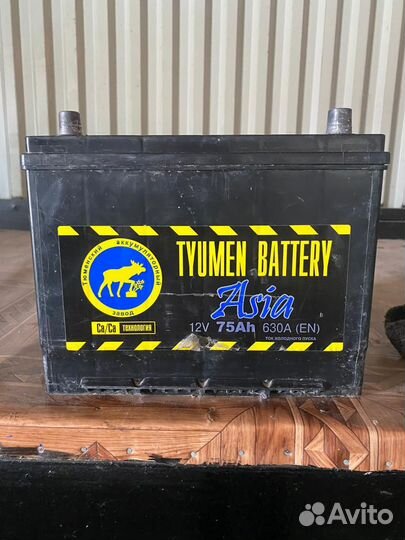 Тюменский аккумуляторный завод
TYUMEN BATTERY
Asia
12V 75Ah 630A (EN)
ТОК ХОЛОДНОГО ПУСКА
Ca/Ca ТЕХНОЛОГИЯ
Avito